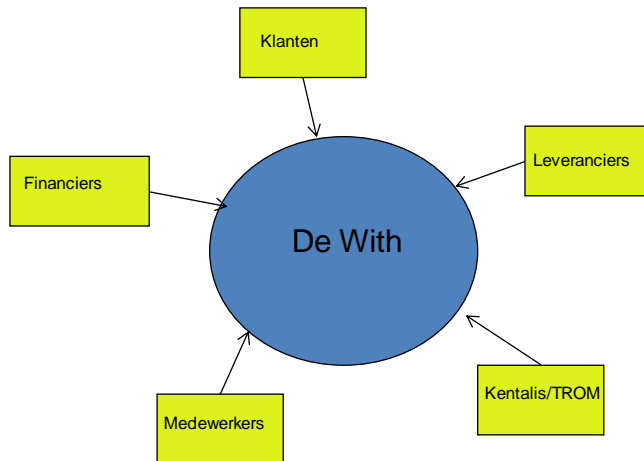 Klanten
Leveranciers
Financiers
De With
Kentalis/TROM
Medewerkers